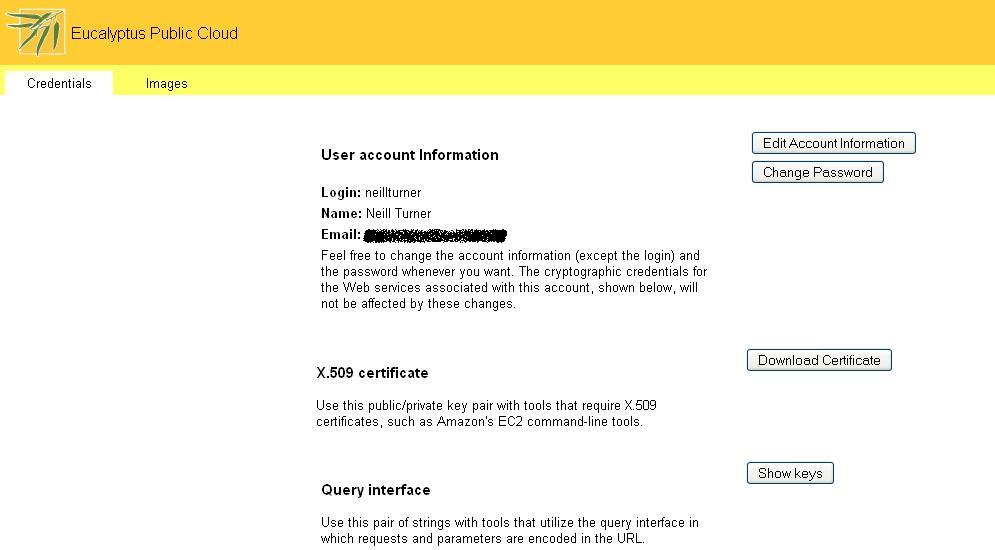 Eucalyptus Public Cloud
Credentials
Images
User account Information
Edit Account Information
Change Password
Login: neillturner
Name: Neill Turner
Email:
Feel free to change the account information (except the login) and
the password whenever you want. The cryptographic credentials for
the Web services associated with this account, shown below, will
not be affected by these changes.
X.509 certificate
Download Certificate
Use this public/private key pair with tools that require X.509
certificates, such as Amazon's EC2 command-line tools.
Query interface
Show keys
Use this pair of strings with tools that utilize the query interface in
which requests and parameters are encoded in the URL.